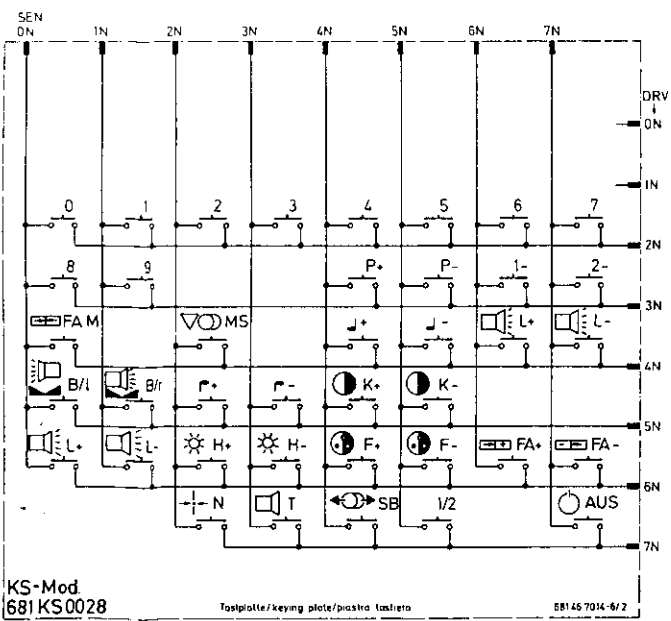 SEN
0N 1N 2N 3N 4N 5N 6N 7N
DRV
0N
1N
0 1 2 3 4 5 6 7
2N
8 9 P+ P- 1- 2-
3N
FA M MS + - L+ L-
4N
B/l B/r + - K+ K-
5N
L+ L- H+ H- F+ F- FA+ FA-
6N
N T SB 1/2 AUS
7N
KS-Mod.
681 KS0028 Tastplatte/keying plate/piastra tastiera 681 46 7014-6/2